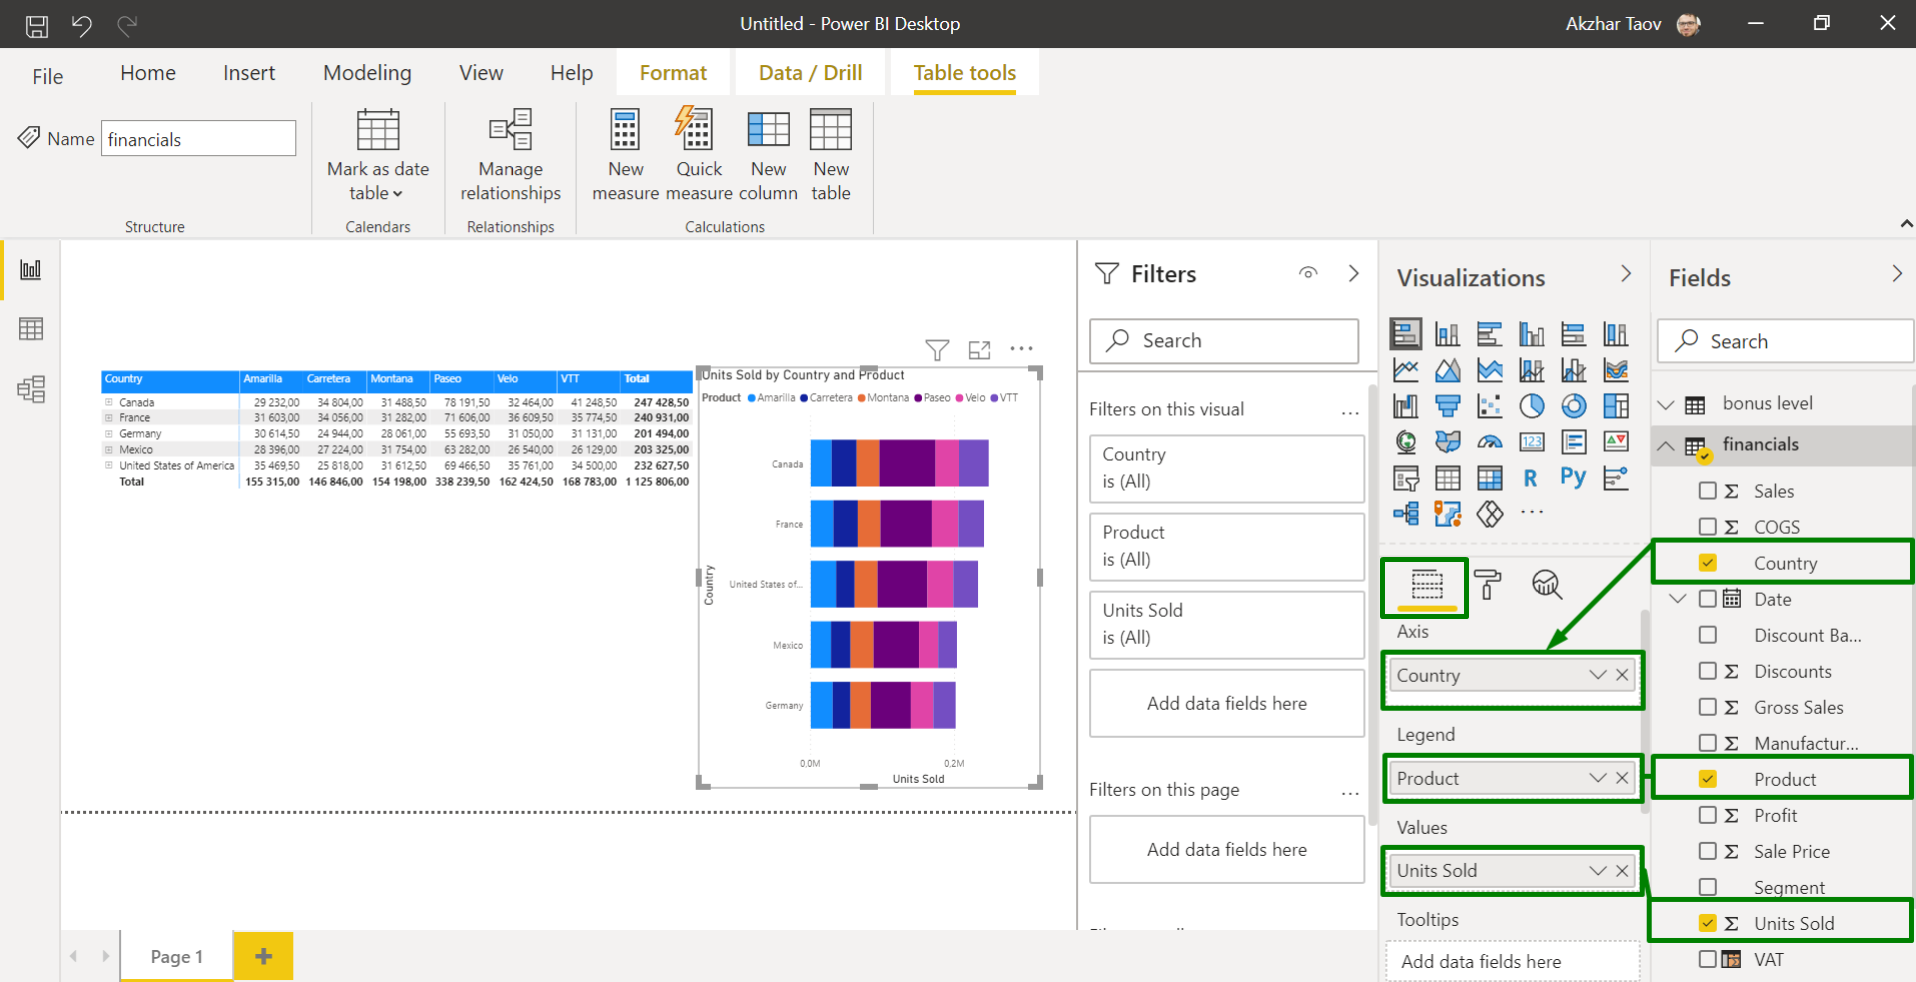 Untitled - Power BI Desktop
Akzhar Taov
File Home Insert Modeling View Help Format Data / Drill Table tools
Name financials
Mark as date table
Manage relationships
New measure
Quick measure
New column
New table
Structure Calendars Relationships Calculations
Country Amarilla Carretera Montana Paseo Velo VTT Total
Canada 29 232,00 34 804,00 31 488,50 78 191,50 32 464,00 41 248,50 247 428,50
France 31 603,00 34 056,00 31 282,00 71 606,00 36 609,50 35 774,50 240 931,00
Germany 30 614,50 24 944,00 28 061,00 55 693,50 31 050,00 31 131,00 201 494,00
Mexico 28 396,00 27 224,00 31 754,00 63 282,00 26 540,00 26 129,00 203 325,00
United States of America 35 469,50 25 818,00 31 612,50 69 466,50 35 761,00 34 500,00 232 627,50
Total 155 315,00 146 846,00 154 198,00 338 239,50 162 424,50 168 783,00 1 125 806,00
Units Sold by Country and Product
Product Amarilla Carretera Montana Paseo Velo VTT
Country
Canada
France
United States of...
Mexico
Germany
0,0M 0,2M
Units Sold
Filters
Search
Filters on this visual ...
Country
is (All)
Product
is (All)
Units Sold
is (All)
Add data fields here
Filters on this page ...
Add data fields here
Visualizations
123
R Py
...
Axis
Country
Legend
Product
Values
Units Sold
Tooltips
Add data fields here
Fields
Search
bonus level
financials
Σ Sales
Σ COGS
Country
Date
Discount Ba...
Σ Discounts
Σ Gross Sales
Σ Manufactur...
Product
Σ Profit
Σ Sale Price
Segment
Σ Units Sold
VAT
Page 1
+